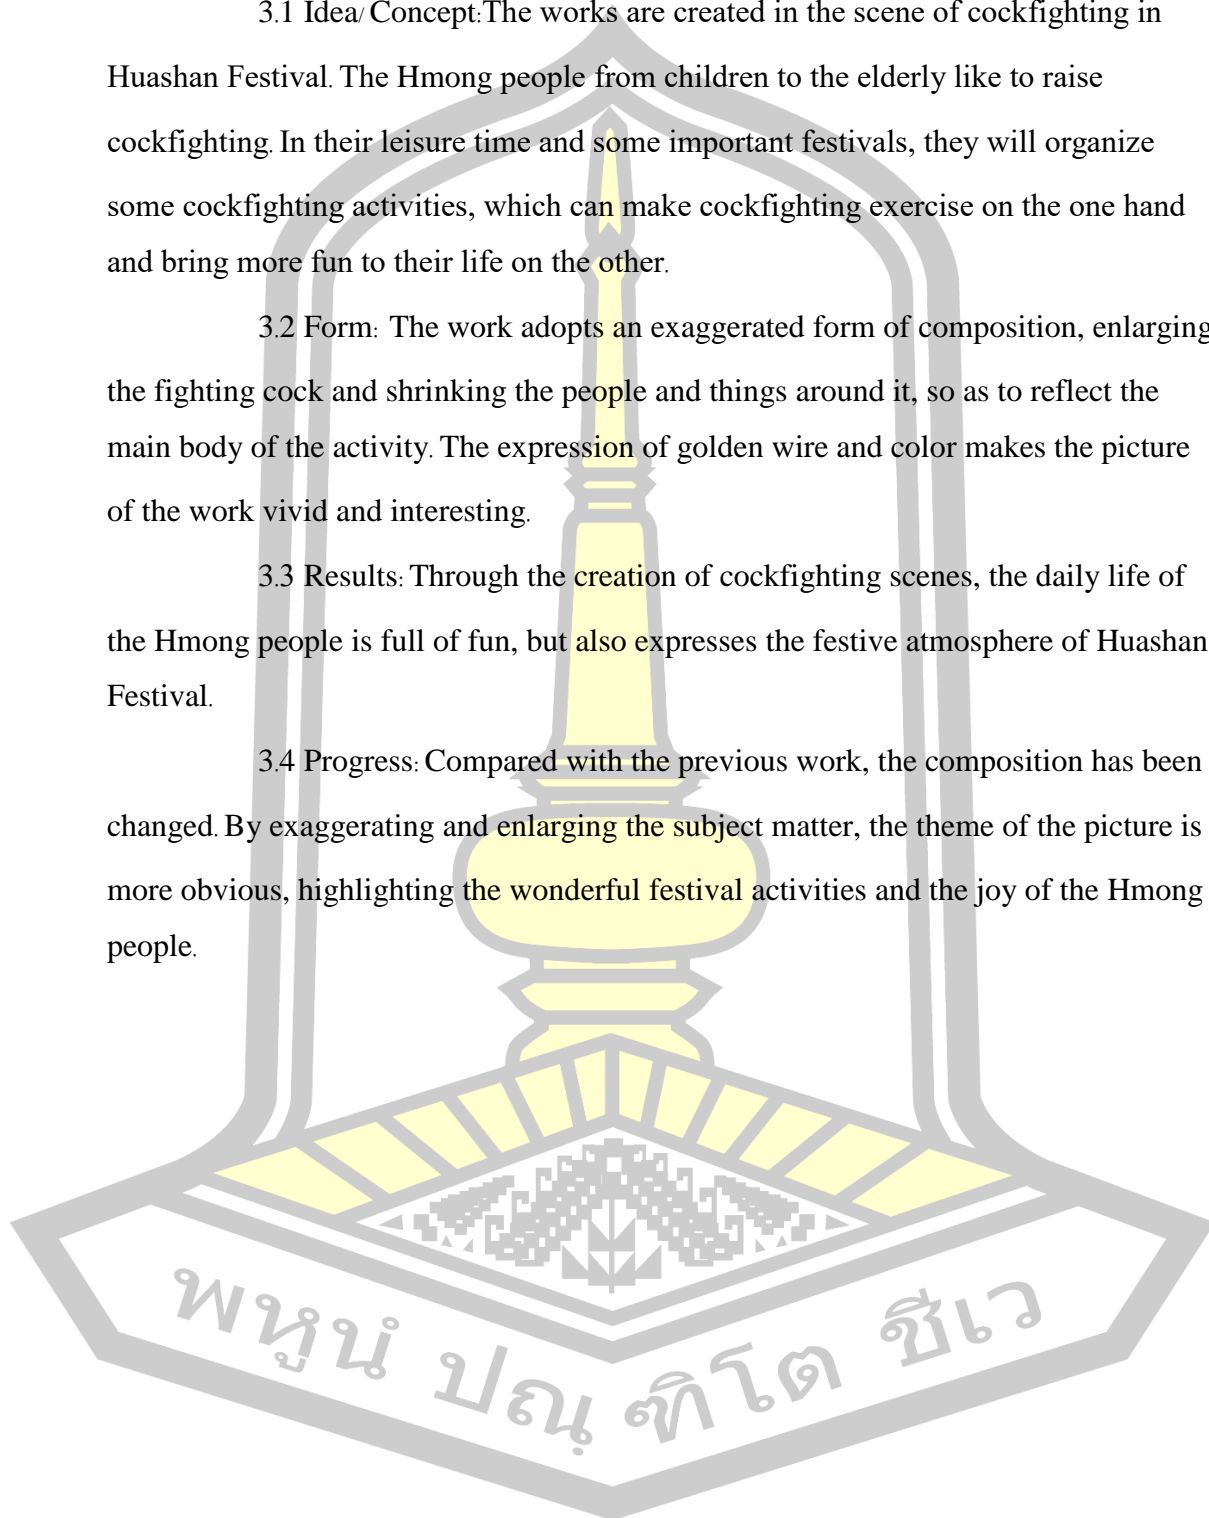 3.1 Idea/ Concept:The works are created in the scene of cockfighting in
Huashan Festival. The Hmong people from children to the elderly like to raise
cockfighting. In their leisure time and some important festivals, they will organize
some cockfighting activities, which can make cockfighting exercise on the one hand
and bring more fun to their life on the other.
3.2 Form: The work adopts an exaggerated form of composition, enlarging
the fighting cock and shrinking the people and things around it, so as to reflect the
main body of the activity. The expression of golden wire and color makes the picture
of the work vivid and interesting.
3.3 Results: Through the creation of cockfighting scenes, the daily life of
the Hmong people is full of fun, but also expresses the festive atmosphere of Huashan
Festival.
3.4 Progress: Compared with the previous work, the composition has been
changed. By exaggerating and enlarging the subject matter, the theme of the picture is
more obvious, highlighting the wonderful festival activities and the joy of the Hmong
people.
พหูนํ ปณฺฑิโต ชีเว